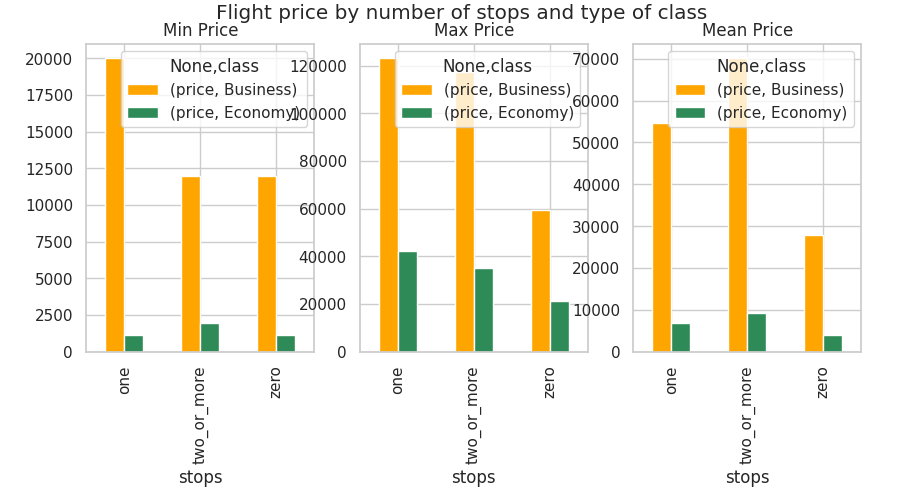 Flight price by number of stops and type of class
Min Price
20000
17500
15000
12500
10000
7500
5000
2500
0
None,class
(price, Business)
(price, Economy)
one
two_or_more
zero
stops
Max Price
120000
100000
80000
60000
40000
20000
0
None,class
(price, Business)
(price, Economy)
one
two_or_more
zero
stops
Mean Price
70000
60000
50000
40000
30000
20000
10000
0
None,class
(price, Business)
(price, Economy)
one
two_or_more
zero
stops